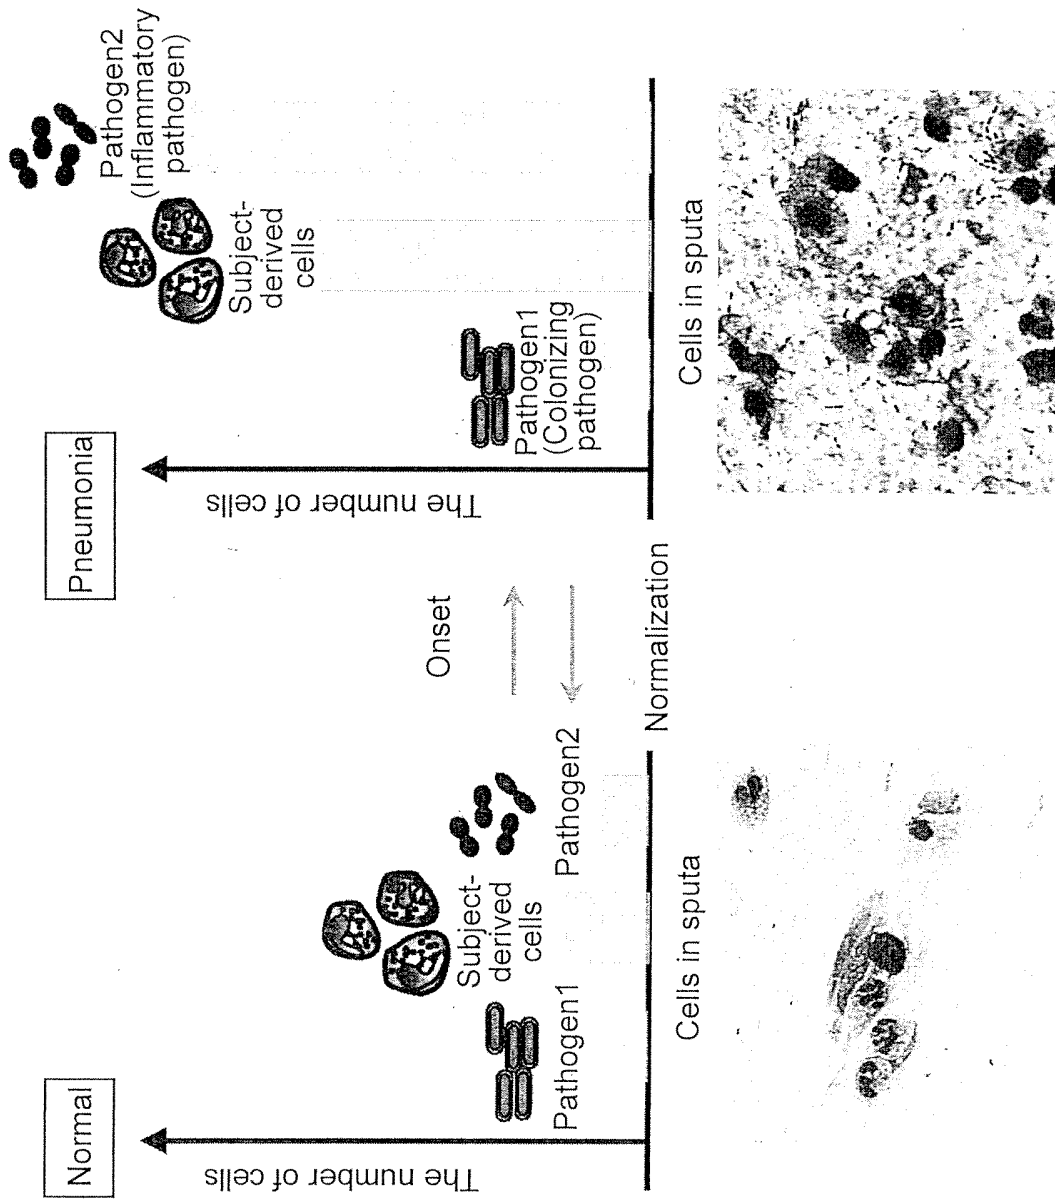 Normal
The number of cells
Pathogen1
Subject-
derived
cells
Pathogen2
Cells in sputa
Onset
Normalization
Pneumonia
The number of cells
Pathogen1
(Colonizing
pathogen)
Subject-
derived
cells
Pathogen2
(Inflammatory
pathogen)
Cells in sputa